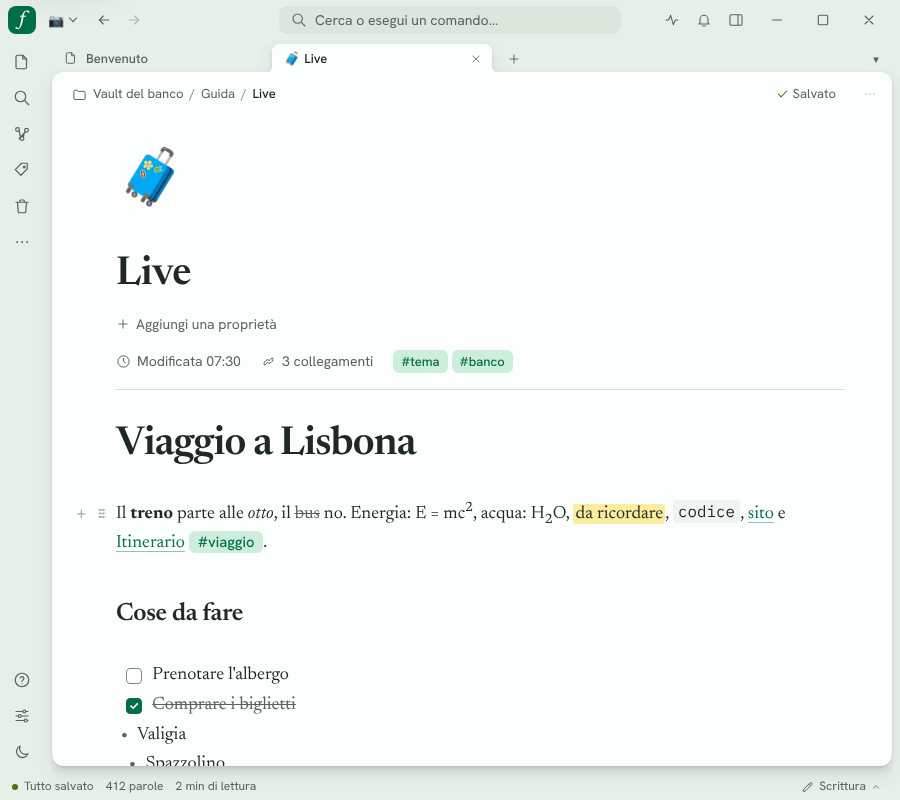 f
Cerca o esegui un comando...
Benvenuto
Live
Vault del banco / Guida / Live
Salvato
Live
Aggiungi una proprietà
Modificata 07:30
3 collegamenti
#tema
#banco
Viaggio a Lisbona
Il treno parte alle otto, il bus no. Energia: E = mc², acqua: H₂O, da ricordare, codice, sito e
Itinerario #viaggio.
Cose da fare
Prenotare l'albergo
Comprare i biglietti
• Valigia
• Spazzolino
Tutto salvato
412 parole
2 min di lettura
Scrittura